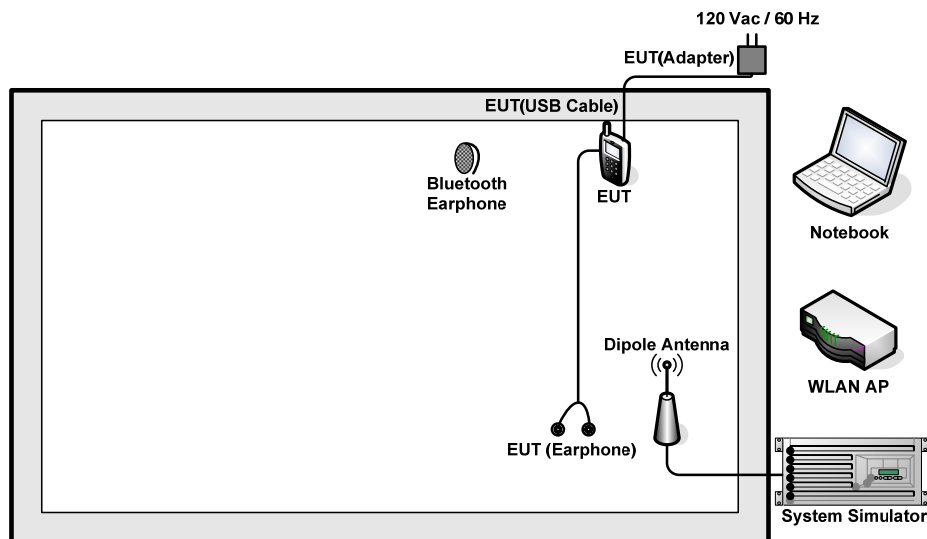 120 Vac / 60 Hz
EUT(Adapter)
EUT(USB Cable)
Bluetooth
Earphone
EUT
Notebook
Dipole Antenna
WLAN AP
EUT (Earphone)
System Simulator